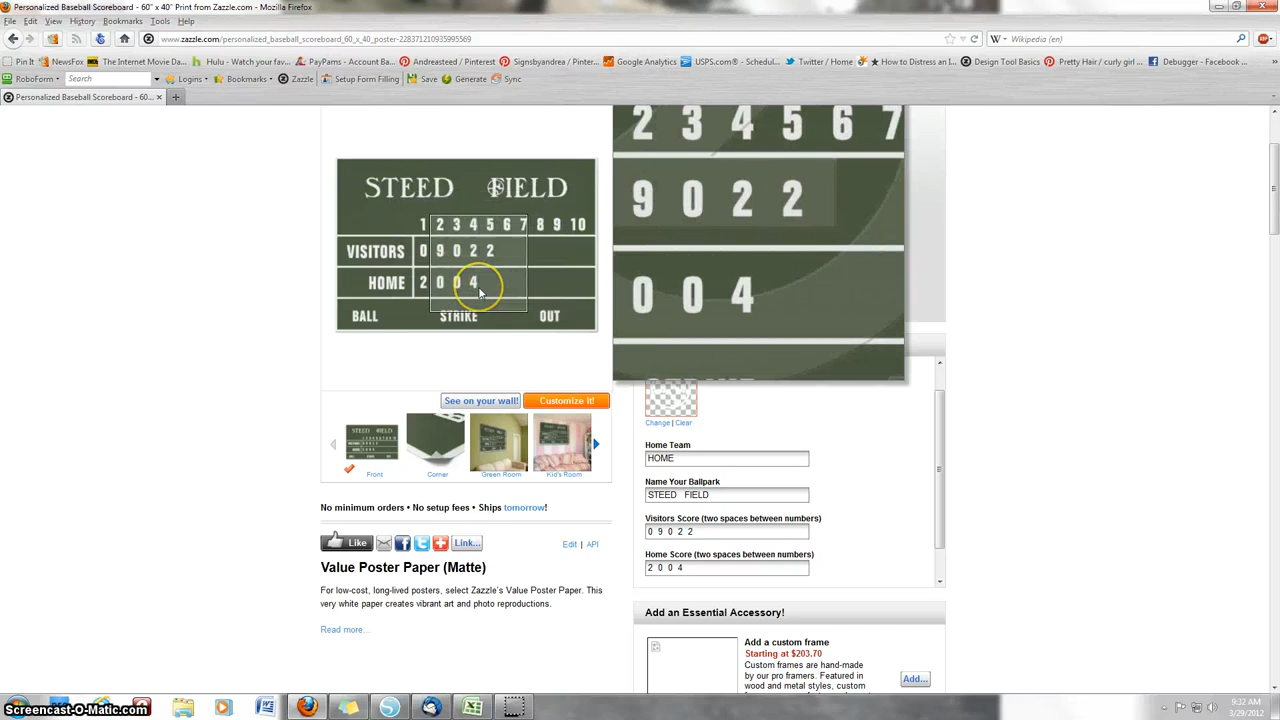 Personalized Baseball Scoreboard - 60" x 40" Print from Zazzle.com - Mozilla Firefox
File Edit View History Bookmarks Tools Help
www.zazzle.com/personalized_baseball_scoreboard_60_x_40_poster-228371210935995569
Wikipedia (en)
Pin It NewsFox The Internet Movie Da... Hulu - Watch your fav... PayPams - Account Ba... Andreasteed / Pinterest Signsbyandrea / Pinter... Google Analytics USPS.com® - Schedul... Twitter / Home ★ How to Distress an I... Design Tool Basics Pretty Hair / curly girl ... Debugger - Facebook ...
RoboForm Search Logins Bookmarks Zazzle Setup Form Filling Save Generate Sync
Personalized Baseball Scoreboard - 60...
STEED FIELD
1 2 3 4 5 6 7 8 9 10
VISITORS 0 9 0 2 2
HOME 2 0 0 4
BALL STRIKE OUT
2 3 4 5 6 7
9 0 2 2
0 0 4
See on your wall! Customize it!
Front Corner Green Room Kid's Room
No minimum orders • No setup fees • Ships tomorrow!
Like Link...
Edit | API
Value Poster Paper (Matte)
For low-cost, long-lived posters, select Zazzle's Value Poster Paper. This
very white paper creates vibrant art and photo reproductions.
Read more...
Change | Clear
Home Team
HOME
Name Your Ballpark
STEED FIELD
Visitors Score (two spaces between numbers)
0 9 0 2 2
Home Score (two spaces between numbers)
2 0 0 4
Add an Essential Accessory!
Add a custom frame
Starting at $203.70
Custom frames are hand-made
by our pro framers. Featured in
wood and metal styles, custom
Add...
Screencast-O-Matic.com
9:32 AM
3/29/2012